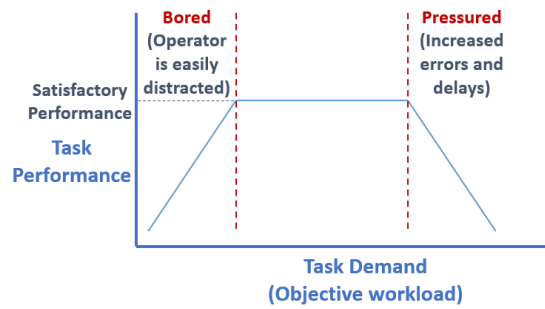 Bored
(Operator
is easily
distracted)
Pressured
(Increased
errors and
delays)
Satisfactory
Performance
Task
Performance
Task Demand
(Objective workload)